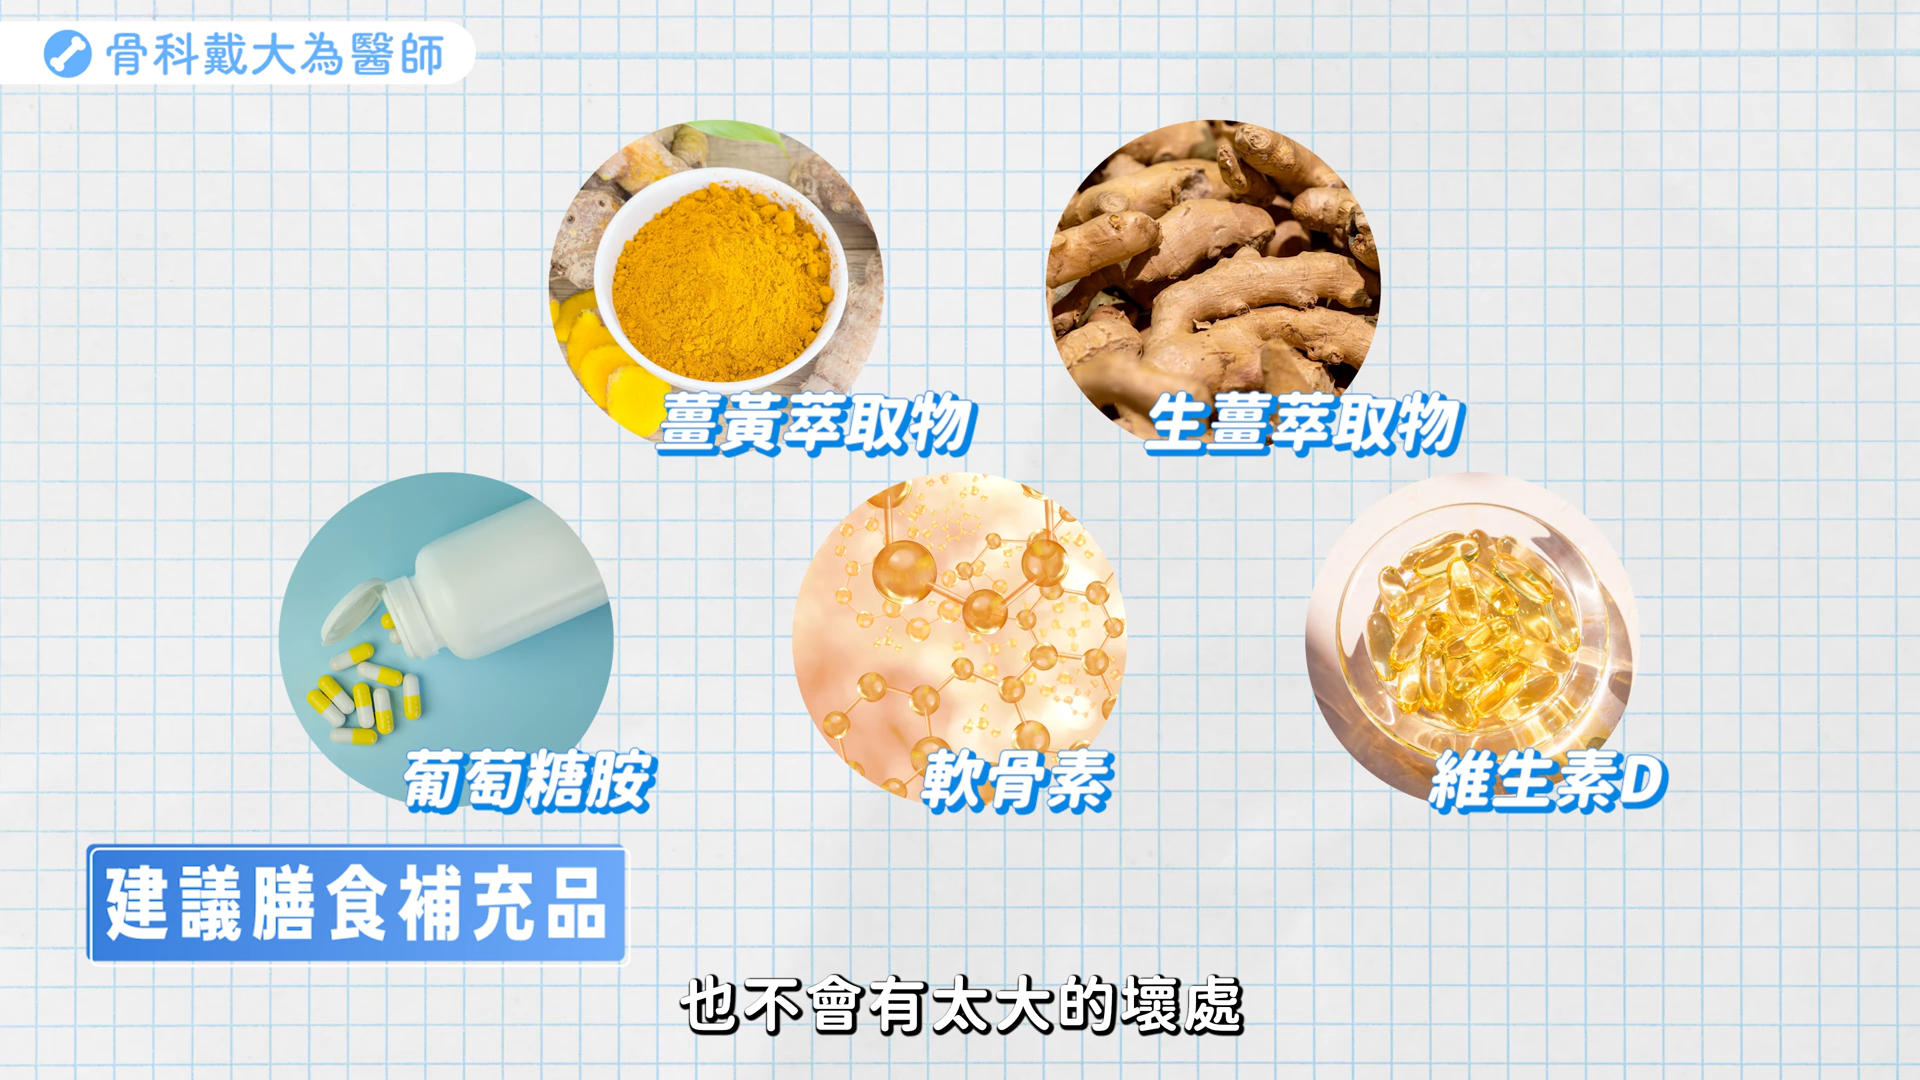 骨科戴大為醫師
薑黃萃取物
生薑萃取物
葡萄糖胺
軟骨素
維生素D
建議膳食補充品
也不會有太大的壞處